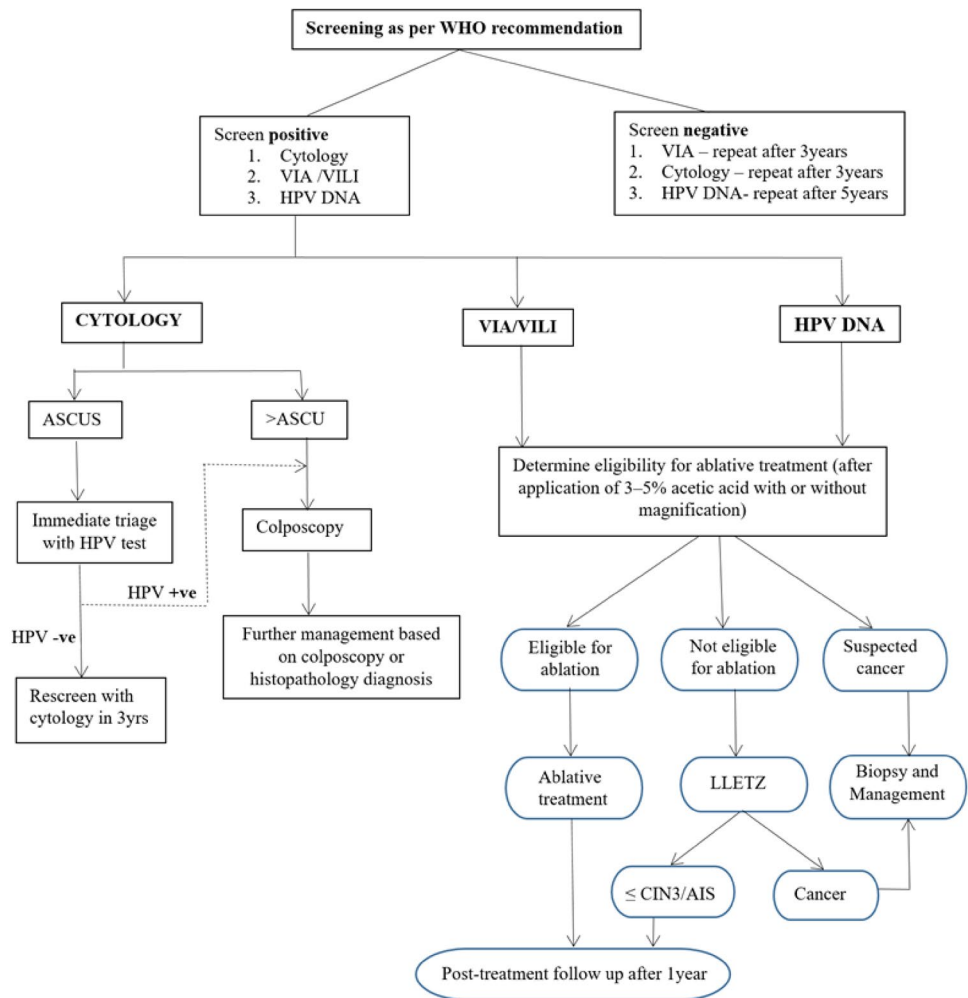 Screening as per WHO recommendation
Screen positive
1. Cytology
2. VIA /VILI
3. HPV DNA
Screen negative
1. VIA – repeat after 3years
2. Cytology – repeat after 3years
3. HPV DNA- repeat after 5years
CYTOLOGY
VIA/VILI
HPV DNA
ASCUS
>ASCU
Immediate triage
with HPV test
Colposcopy
HPV +ve
HPV -ve
Rescreen with
cytology in 3yrs
Further management based
on colposcopy or
histopathology diagnosis
Determine eligibility for ablative treatment (after
application of 3–5% acetic acid with or without
magnification)
Eligible for
ablation
Not eligible
for ablation
Suspected
cancer
Ablative
treatment
LLETZ
Biopsy and
Management
≤ CIN3/AIS
Cancer
Post-treatment follow up after 1year